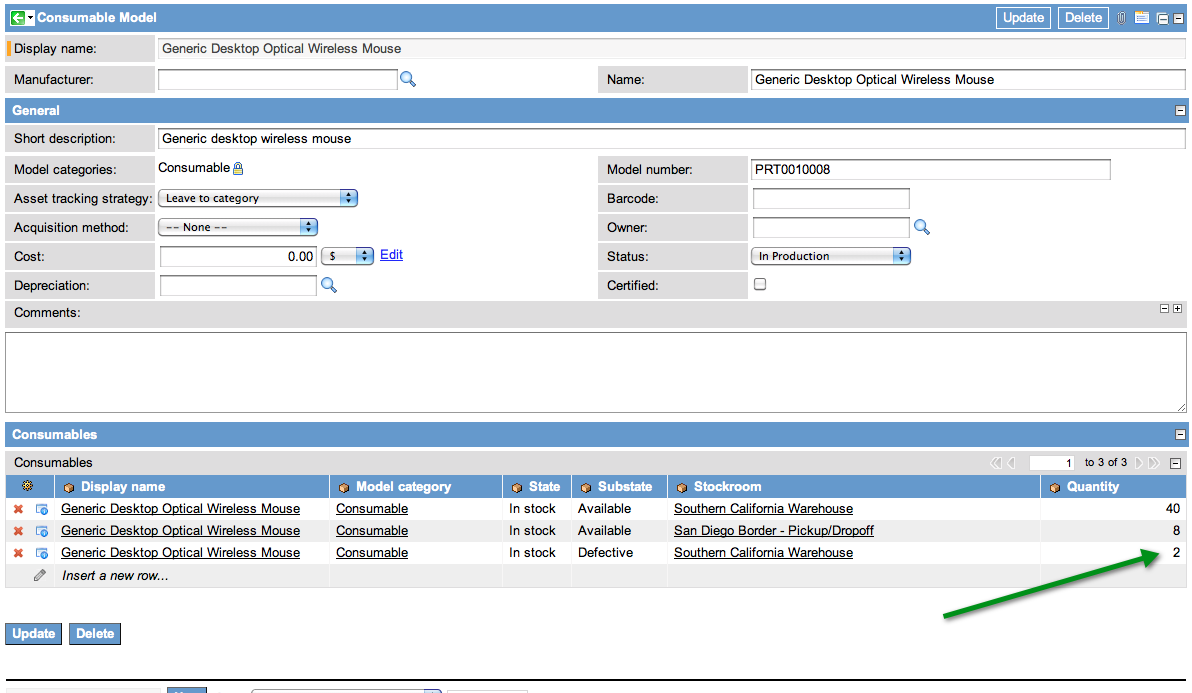 Consumable Model Update Delete
Display name: Generic Desktop Optical Wireless Mouse
Manufacturer: Name: Generic Desktop Optical Wireless Mouse
General
Short description: Generic desktop wireless mouse
Model categories: Consumable Model number: PRT0010008
Asset tracking strategy: Leave to category Barcode:
Acquisition method: -- None -- Owner:
Cost: 0.00 $ Edit Status: In Production
Depreciation: Certified:
Comments:
Consumables
Consumables 1 to 3 of 3
Display name Model category State Substate Stockroom Quantity
Generic Desktop Optical Wireless Mouse Consumable In stock Available Southern California Warehouse 40
Generic Desktop Optical Wireless Mouse Consumable In stock Available San Diego Border - Pickup/Dropoff 8
Generic Desktop Optical Wireless Mouse Consumable In stock Defective Southern California Warehouse 2
Insert a new row...
Update Delete